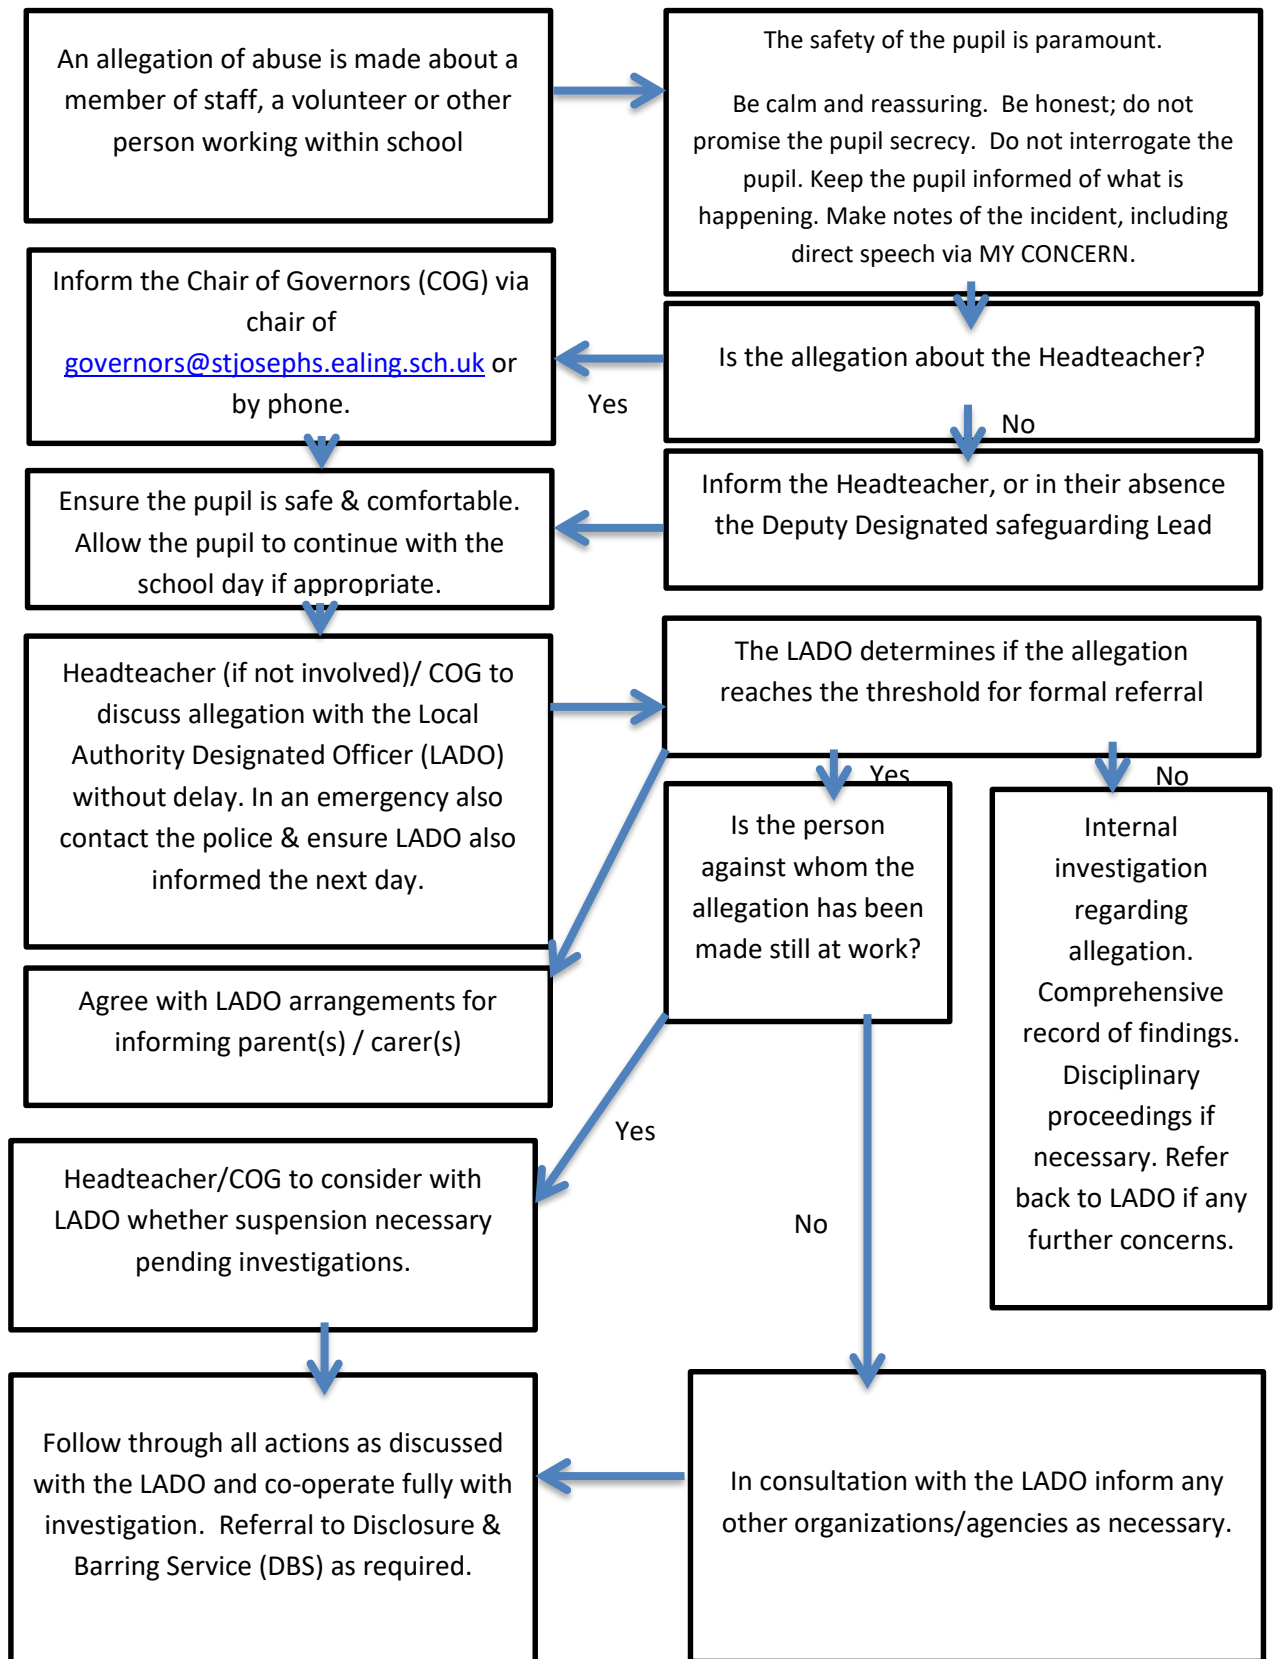 An allegation of abuse is made about a
member of staff, a volunteer or other
person working within school
The safety of the pupil is paramount.
Be calm and reassuring.  Be honest; do not
promise the pupil secrecy.  Do not interrogate the
pupil. Keep the pupil informed of what is
happening. Make notes of the incident, including
direct speech via MY CONCERN.
Is the allegation about the Headteacher?
Yes
No
Inform the Chair of Governors (COG) via
chair of
governors@stjosephs.ealing.sch.uk or
by phone.
Inform the Headteacher, or in their absence
the Deputy Designated safeguarding Lead
Ensure the pupil is safe & comfortable.
Allow the pupil to continue with the
school day if appropriate.
Headteacher (if not involved)/ COG to
discuss allegation with the Local
Authority Designated Officer (LADO)
without delay. In an emergency also
contact the police & ensure LADO also
informed the next day.
The LADO determines if the allegation
reaches the threshold for formal referral
Yes
No
Agree with LADO arrangements for
informing parent(s) / carer(s)
Is the person
against whom the
allegation has been
made still at work?
Internal
investigation
regarding
allegation.
Comprehensive
record of findings.
Disciplinary
proceedings if
necessary. Refer
back to LADO if any
further concerns.
Yes
No
Headteacher/COG to consider with
LADO whether suspension necessary
pending investigations.
Follow through all actions as discussed
with the LADO and co-operate fully with
investigation.  Referral to Disclosure &
Barring Service (DBS) as required.
In consultation with the LADO inform any
other organizations/agencies as necessary.